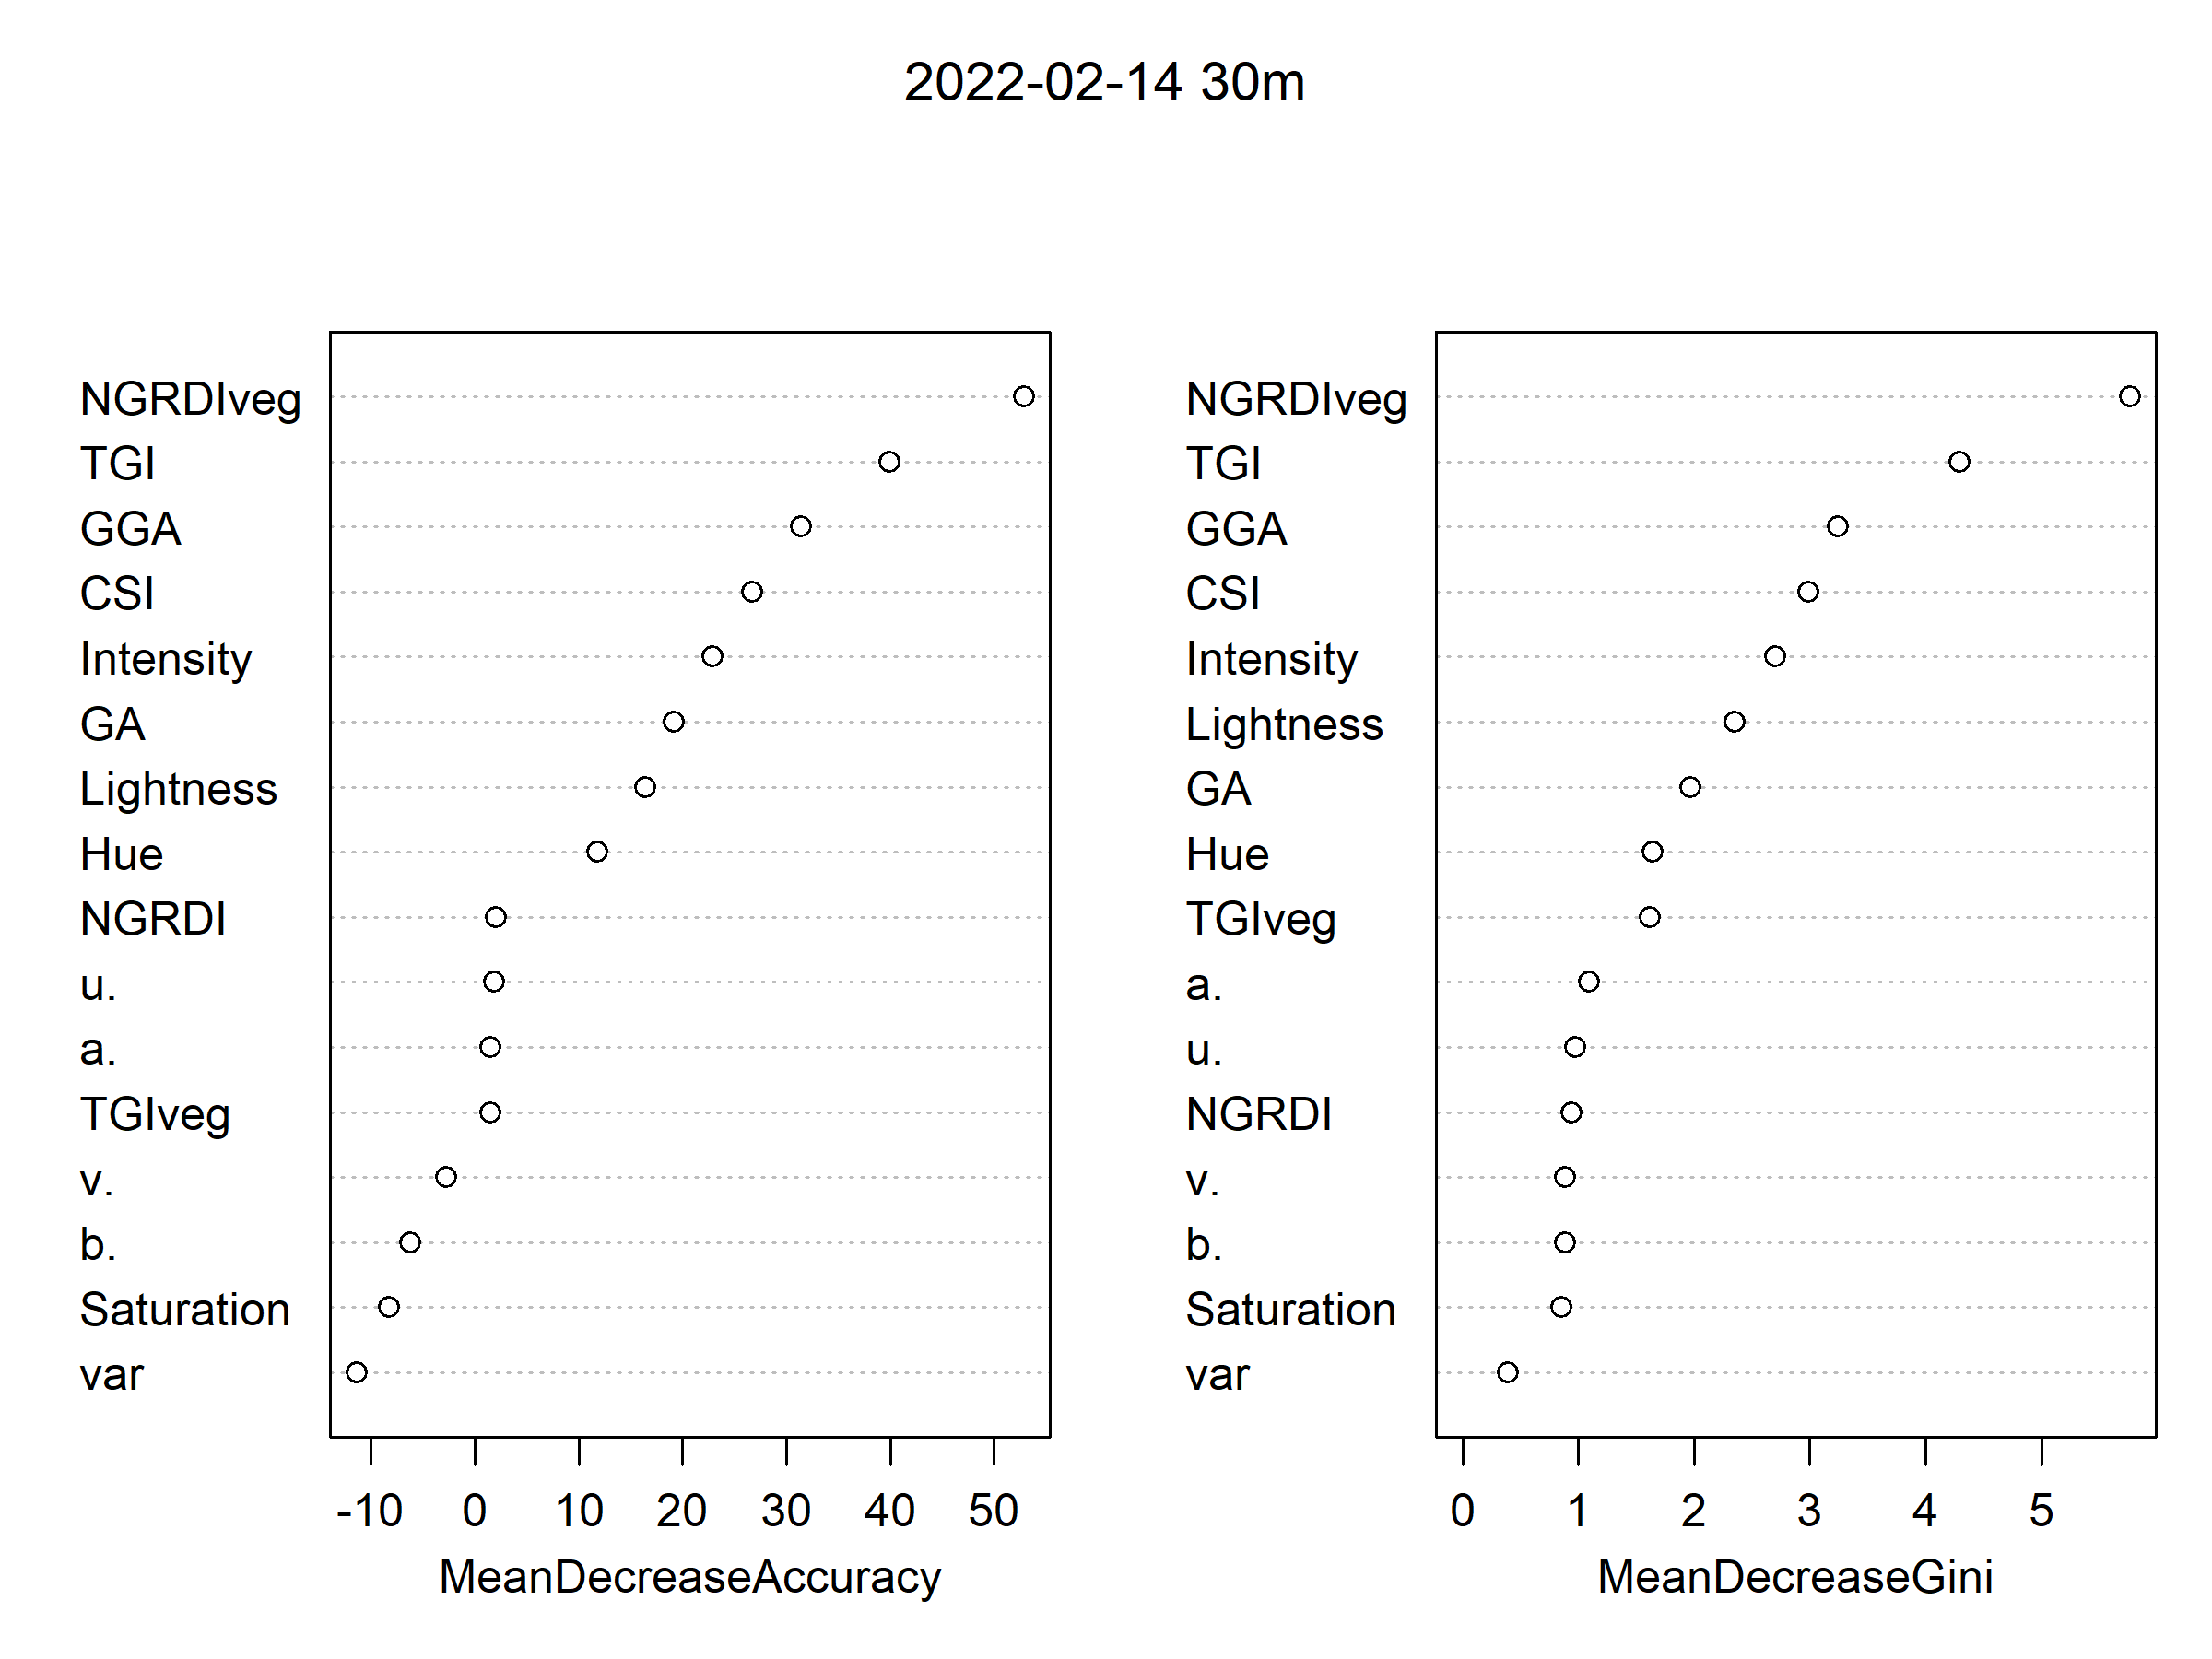 2022-02-14 30m
NGRDIveg
TGI
GGA
CSI
Intensity
GA
Lightness
Hue
NGRDI
u.
a.
TGIveg
v.
b.
Saturation
var
-10 0 10 20 30 40 50
MeanDecreaseAccuracy
NGRDIveg
TGI
GGA
CSI
Intensity
Lightness
GA
Hue
TGIveg
a.
u.
NGRDI
v.
b.
Saturation
var
0 1 2 3 4 5
MeanDecreaseGini